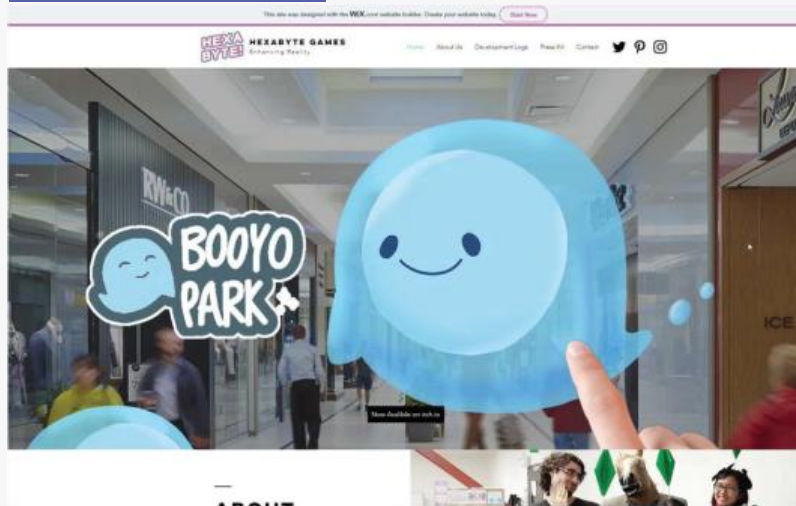 This site was designed with the WiX.com website builder. Create your website today. Start Now
HEXA
BYTE!
HEXABYTE GAMES
Enhancing Reality
Home About Us Development Logs Press Kit Contact
RW&CO
BOOYO
PARK
ICE
Now Available on itch.io
ABOUT